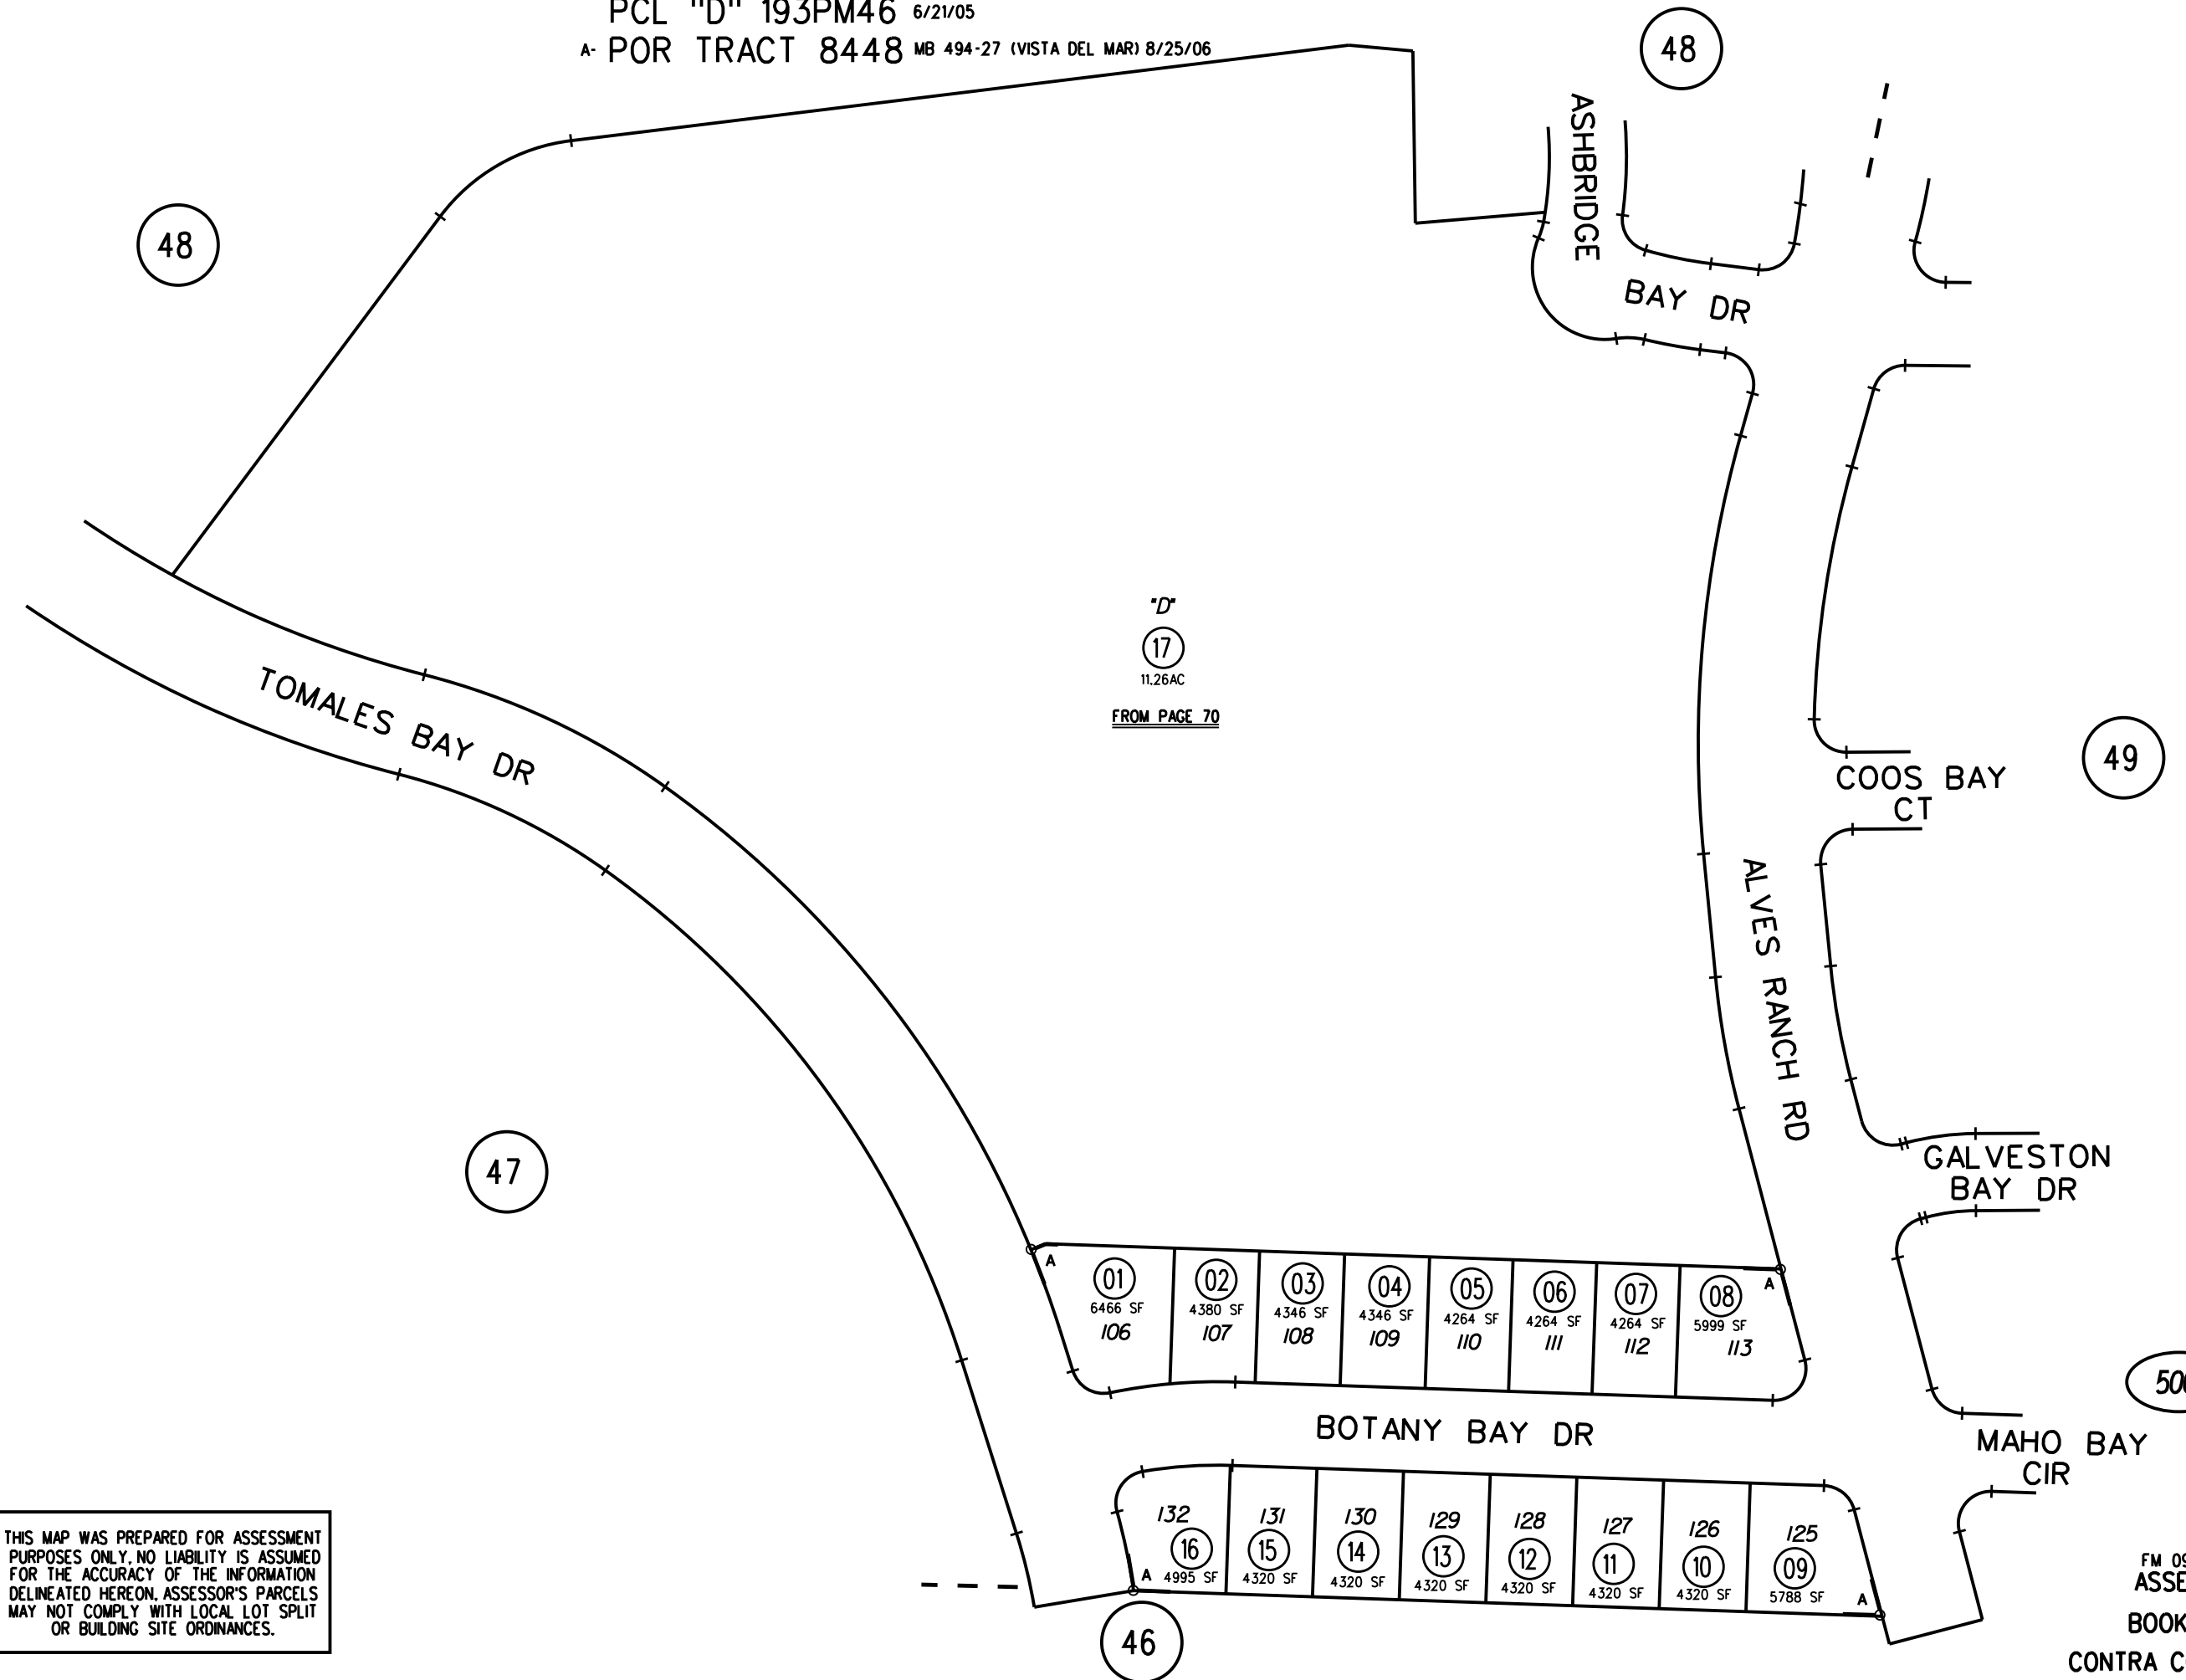 PCL "D" 193PM46 6/21/05
A- POR TRACT 8448 MB 494-27 (VISTA DEL MAR) 8/25/06
48
48
ASHBRIDGE
BAY DR
"D"
17
11.26AC
FROM PAGE 70
TOMALES BAY DR
COOS BAY
CT
49
ALVES RANCH RD
47
GALVESTON
BAY DR
A
A
01
6466 SF
106
02
4380 SF
107
03
4346 SF
108
04
4346 SF
109
05
4264 SF
110
06
4264 SF
111
07
4264 SF
112
08
5999 SF
113
BOTANY BAY DR
MAHO BAY
CIR
132
16
4995 SF
A
131
15
4320 SF
130
14
4320 SF
129
13
4320 SF
128
12
4320 SF
127
11
4320 SF
126
10
4320 SF
125
09
5788 SF
A
46
THIS MAP WAS PREPARED FOR ASSESSMENT
PURPOSES ONLY. NO LIABILITY IS ASSUMED
FOR THE ACCURACY OF THE INFORMATION
DELINEATED HEREON. ASSESSOR'S PARCELS
MAY NOT COMPLY WITH LOCAL LOT SPLIT
OR BUILDING SITE ORDINANCES.
FM 09
ASSE
BOOK
CONTRA C